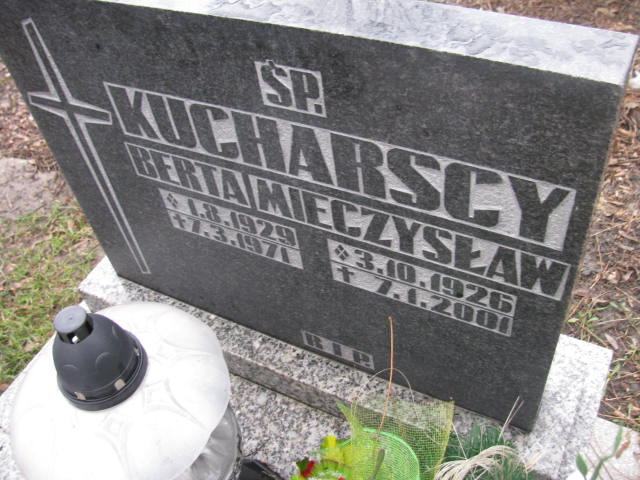 ŚP.
KUCHARSCY
BERTA MIECZYSŁAW
1.8.1929 3.10.1926
7.3.1971 7.1.2001
R.I.P.